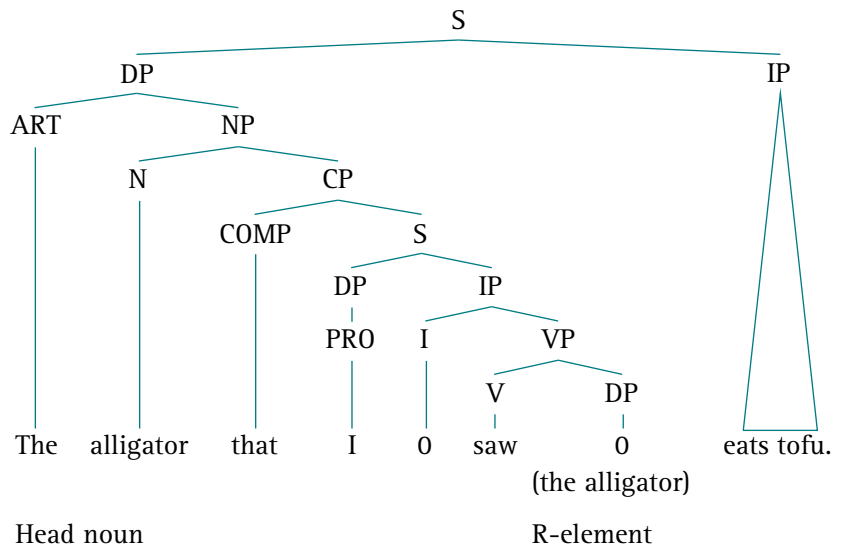 S
DP IP
ART NP
N CP
COMP S
DP IP
PRO I VP
V DP
The alligator that I 0 saw 0 eats tofu.
(the alligator)
Head noun R-element